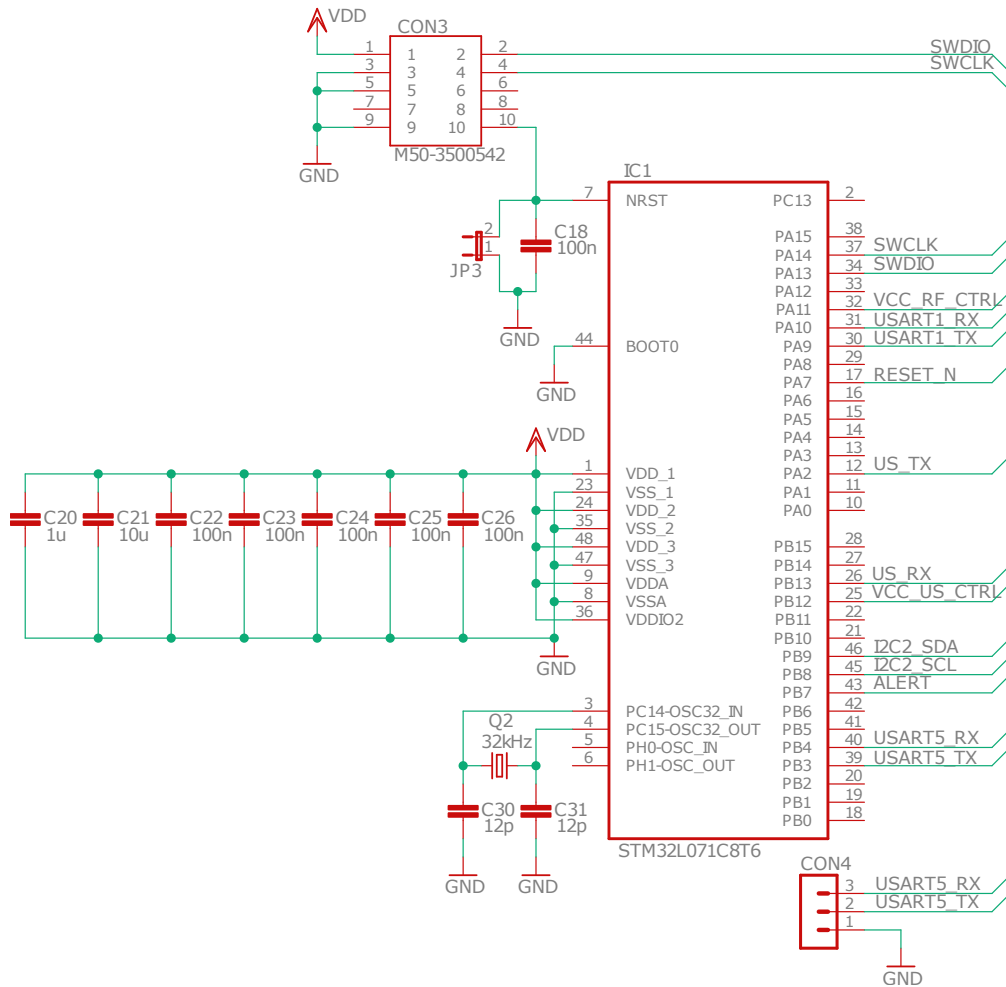 VDD
CON3
1 1 2 2 SWDIO
3 3 4 4 SWCLK
5 5 6 6
7 7 8 8
9 9 10 10
M50-3500542
GND
IC1
7 NRST PC13 2
2
1
JP3
C18
100n
GND
PA15 38
PA14 37 SWCLK
PA13 34 SWDIO
PA12 33
PA11 32 VCC_RF_CTRL
PA10 31 USART1_RX
44 BOOT0 PA9 30 USART1_TX
GND
PA8 29
PA7 17 RESET_N
PA6 16
PA5 15
PA4 14
PA3 13
PA2 12 US_TX
PA1 11
PA0 10
VDD
1 VDD_1
23 VSS_1
24 VDD_2
35 VSS_2
48 VDD_3
47 VSS_3
9 VDDA
8 VSSA
36 VDDIO2
C20 C21 C22 C23 C24 C25 C26
1u 10u 100n 100n 100n 100n 100n
GND
PB15 28
PB14 27
PB13 26 US_RX
PB12 25 VCC_US_CTRL
PB11 22
PB10 21
PB9 46 I2C2_SDA
PB8 45 I2C2_SCL
PB7 43 ALERT
PB6 42
PB5 41
PB4 40 USART5_RX
PB3 39 USART5_TX
PB2 20
PB1 19
PB0 18
3 PC14-OSC32_IN
4 PC15-OSC32_OUT
5 PH0-OSC_IN
6 PH1-OSC_OUT
Q2
32kHz
C30 C31
12p 12p
GND GND
STM32L071C8T6
CON4
3 USART5_RX
2 USART5_TX
1
GND